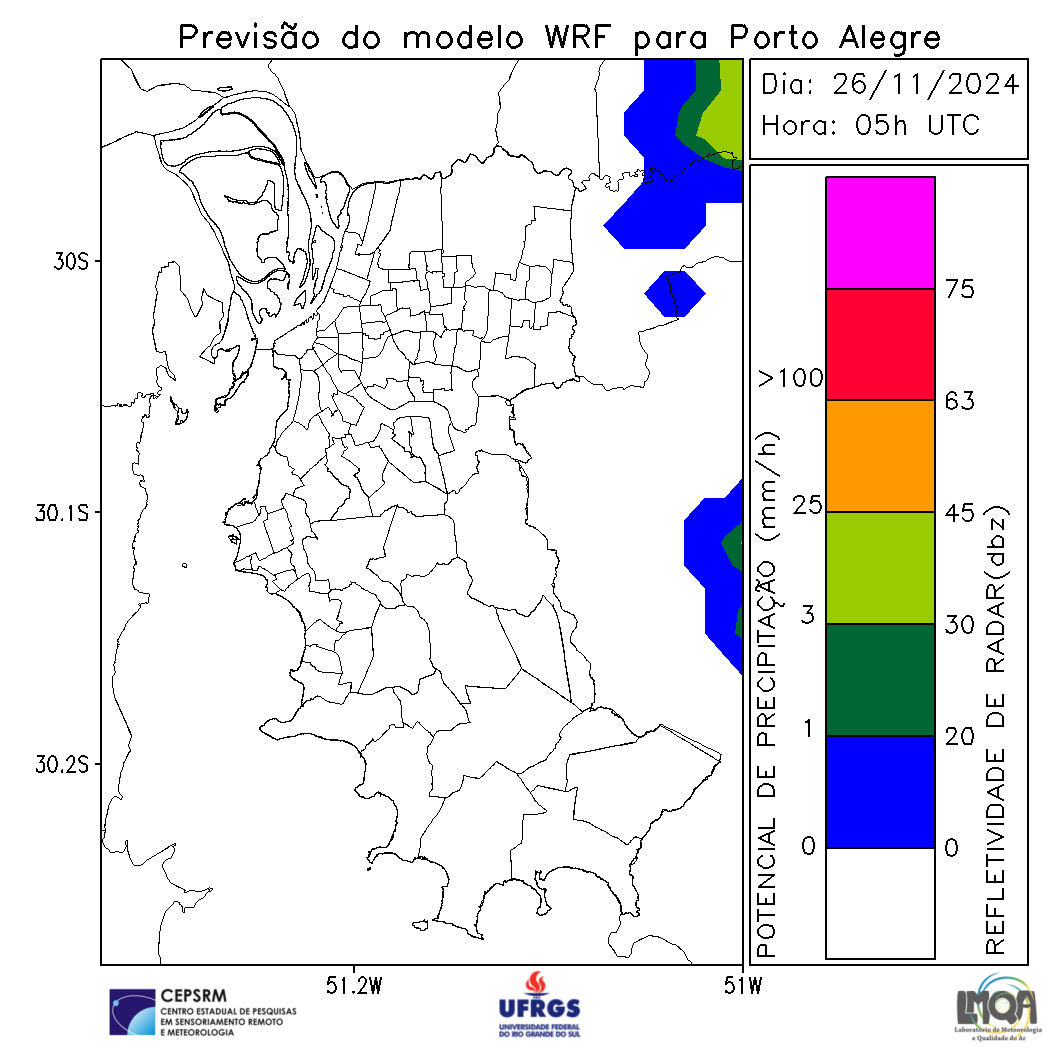 Previsão do modelo WRF para Porto Alegre
Dia: 26/11/2024
Hora: 05h UTC
30S
30.1S
30.2S
51.2W
51W
POTENCIAL DE PRECIPITAÇÃO (mm/h)
>100
25
3
1
0
75
63
45
30
20
0
REFLETIVIDADE DE RADAR(dbz)
CEPSRM
CENTRO ESTADUAL DE PESQUISAS
EM SENSORIAMENTO REMOTO
E METEOROLOGIA
UFRGS
UNIVERSIDADE FEDERAL
DO RIO GRANDE DO SUL
LMQA
Laboratório de Meteorologia
e Qualidade do Ar